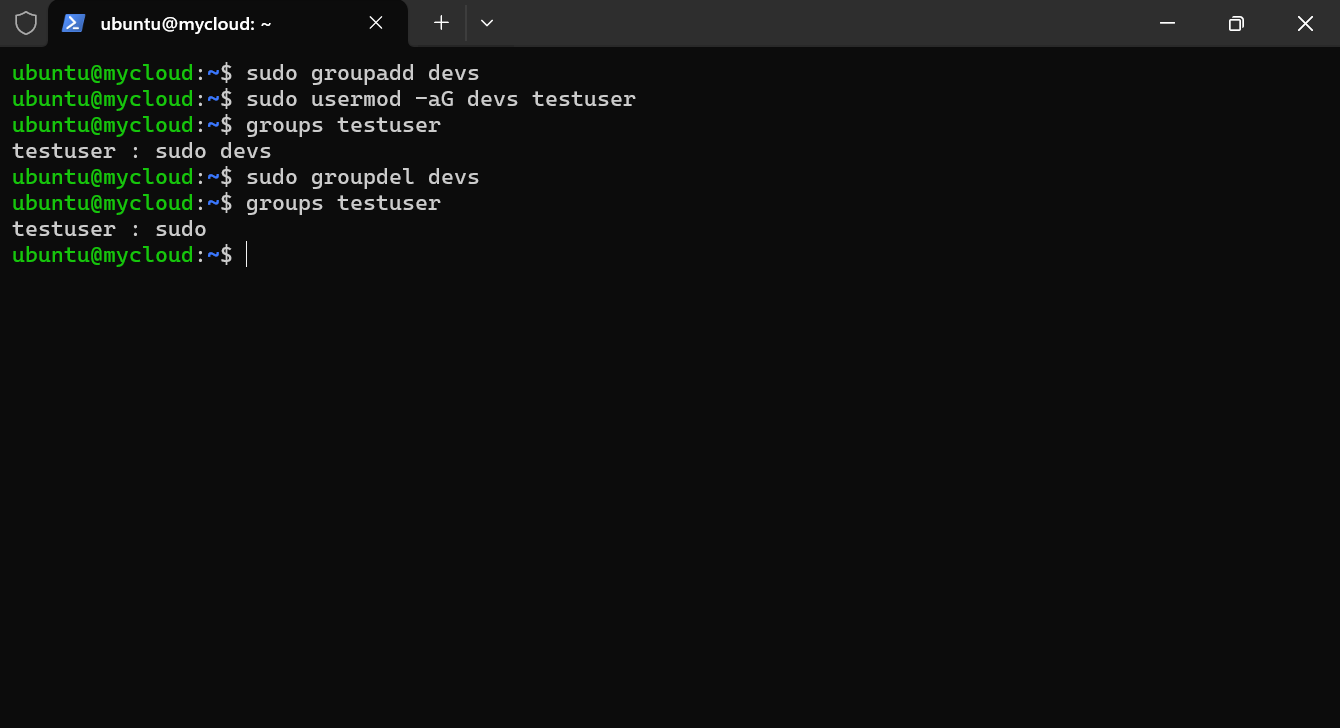 ubuntu@mycloud: ~
ubuntu@mycloud:~$ sudo groupadd devs
ubuntu@mycloud:~$ sudo usermod -aG devs testuser
ubuntu@mycloud:~$ groups testuser
testuser : sudo devs
ubuntu@mycloud:~$ sudo groupdel devs
ubuntu@mycloud:~$ groups testuser
testuser : sudo
ubuntu@mycloud:~$